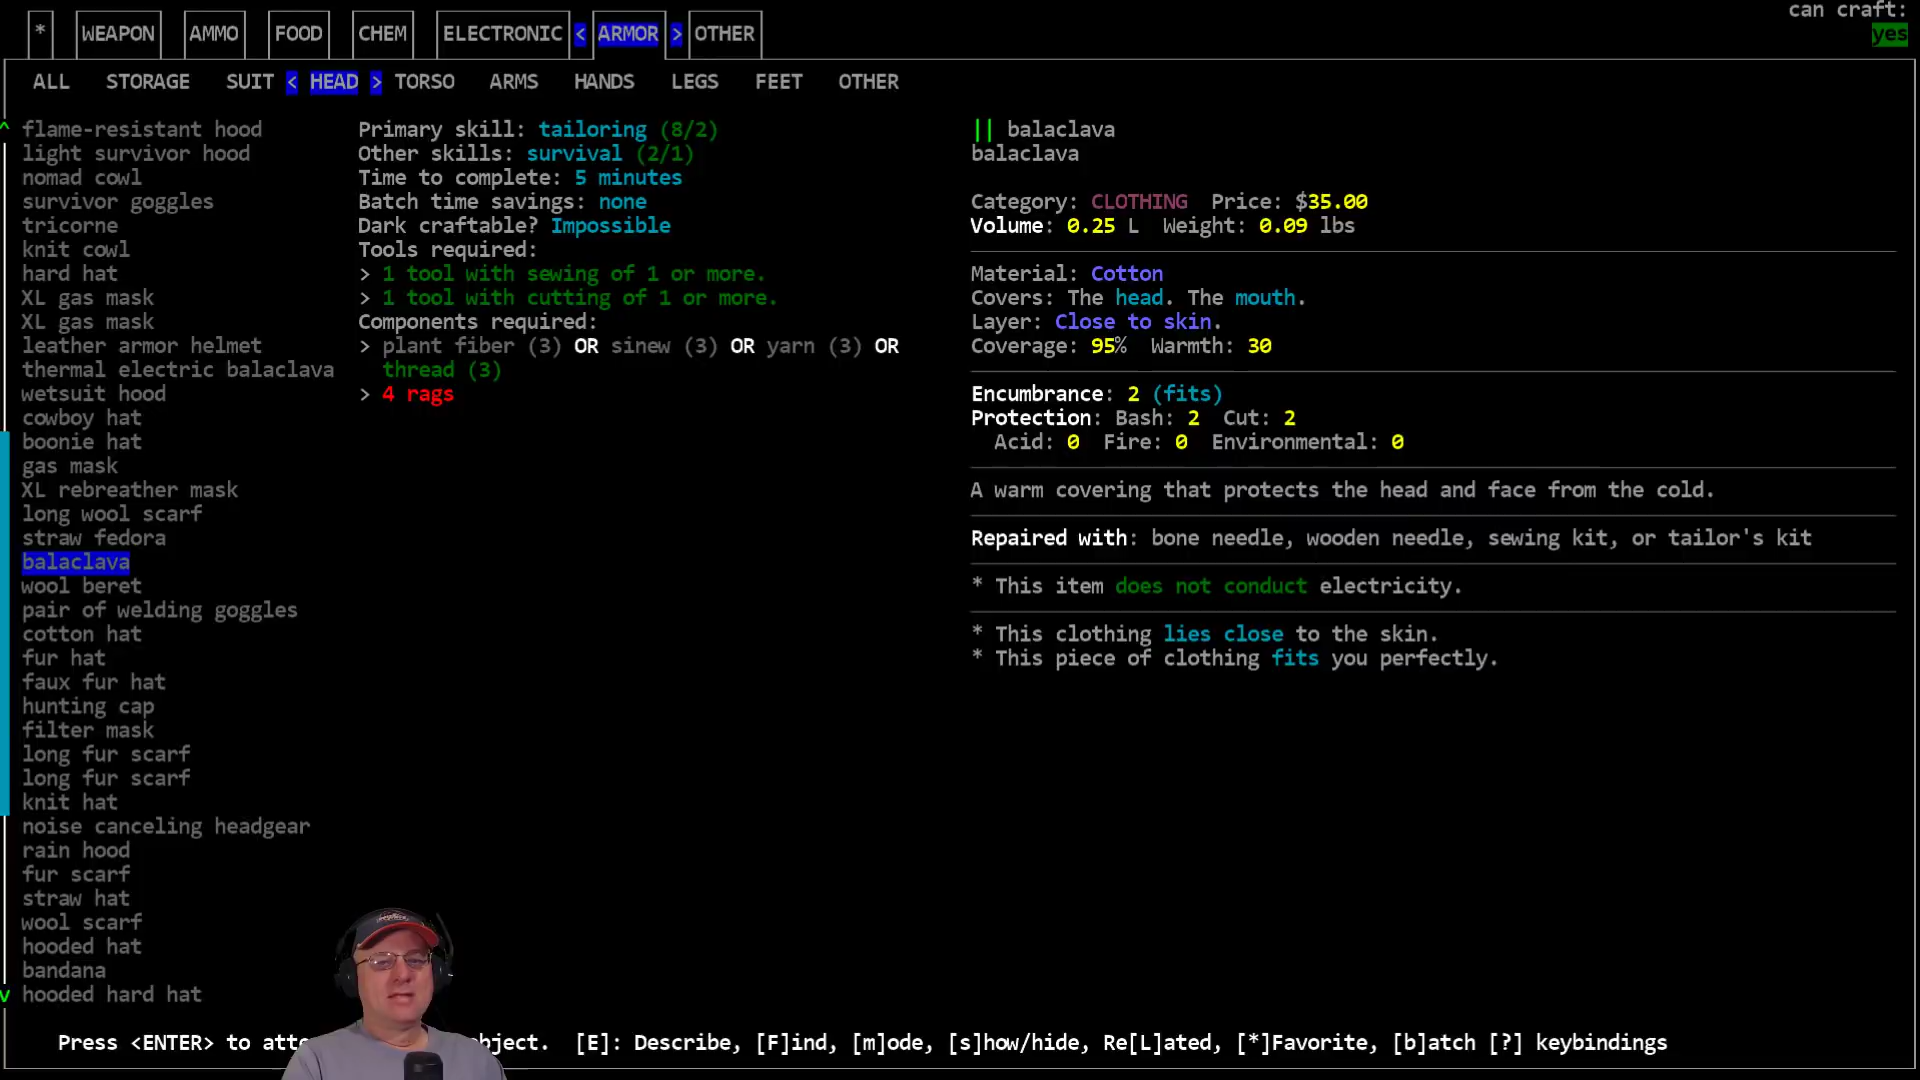 can craft:
* WEAPON AMMO FOOD CHEM ELECTRONIC < ARMOR > OTHER yes
ALL STORAGE SUIT < HEAD > TORSO ARMS HANDS LEGS FEET OTHER
^ flame-resistant hood
light survivor hood
nomad cowl
survivor goggles
tricorne
knit cowl
hard hat
XL gas mask
XL gas mask
leather armor helmet
thermal electric balaclava
wetsuit hood
cowboy hat
boonie hat
gas mask
XL rebreather mask
long wool scarf
straw fedora
balaclava
wool beret
pair of welding goggles
cotton hat
fur hat
faux fur hat
hunting cap
filter mask
long fur scarf
long fur scarf
knit hat
noise canceling headgear
rain hood
fur scarf
straw hat
wool scarf
hooded hat
bandana
v hooded hard hat
Primary skill: tailoring (8/2)
Other skills: survival (2/1)
Time to complete: 5 minutes
Batch time savings: none
Dark craftable? Impossible
Tools required:
> 1 tool with sewing of 1 or more.
> 1 tool with cutting of 1 or more.
Components required:
> plant fiber (3) OR sinew (3) OR yarn (3) OR
thread (3)
> 4 rags
|| balaclava
balaclava
Category: CLOTHING Price: $35.00
Volume: 0.25 L Weight: 0.09 lbs
Material: Cotton
Covers: The head. The mouth.
Layer: Close to skin.
Coverage: 95% Warmth: 30
Encumbrance: 2 (fits)
Protection: Bash: 2 Cut: 2
Acid: 0 Fire: 0 Environmental: 0
A warm covering that protects the head and face from the cold.
Repaired with: bone needle, wooden needle, sewing kit, or tailor's kit
* This item does not conduct electricity.
* This clothing lies close to the skin.
* This piece of clothing fits you perfectly.
Press <ENTER> to att bject. [E]: Describe, [F]ind, [m]ode, [s]how/hide, Re[L]ated, [*]Favorite, [b]atch [?] keybindings